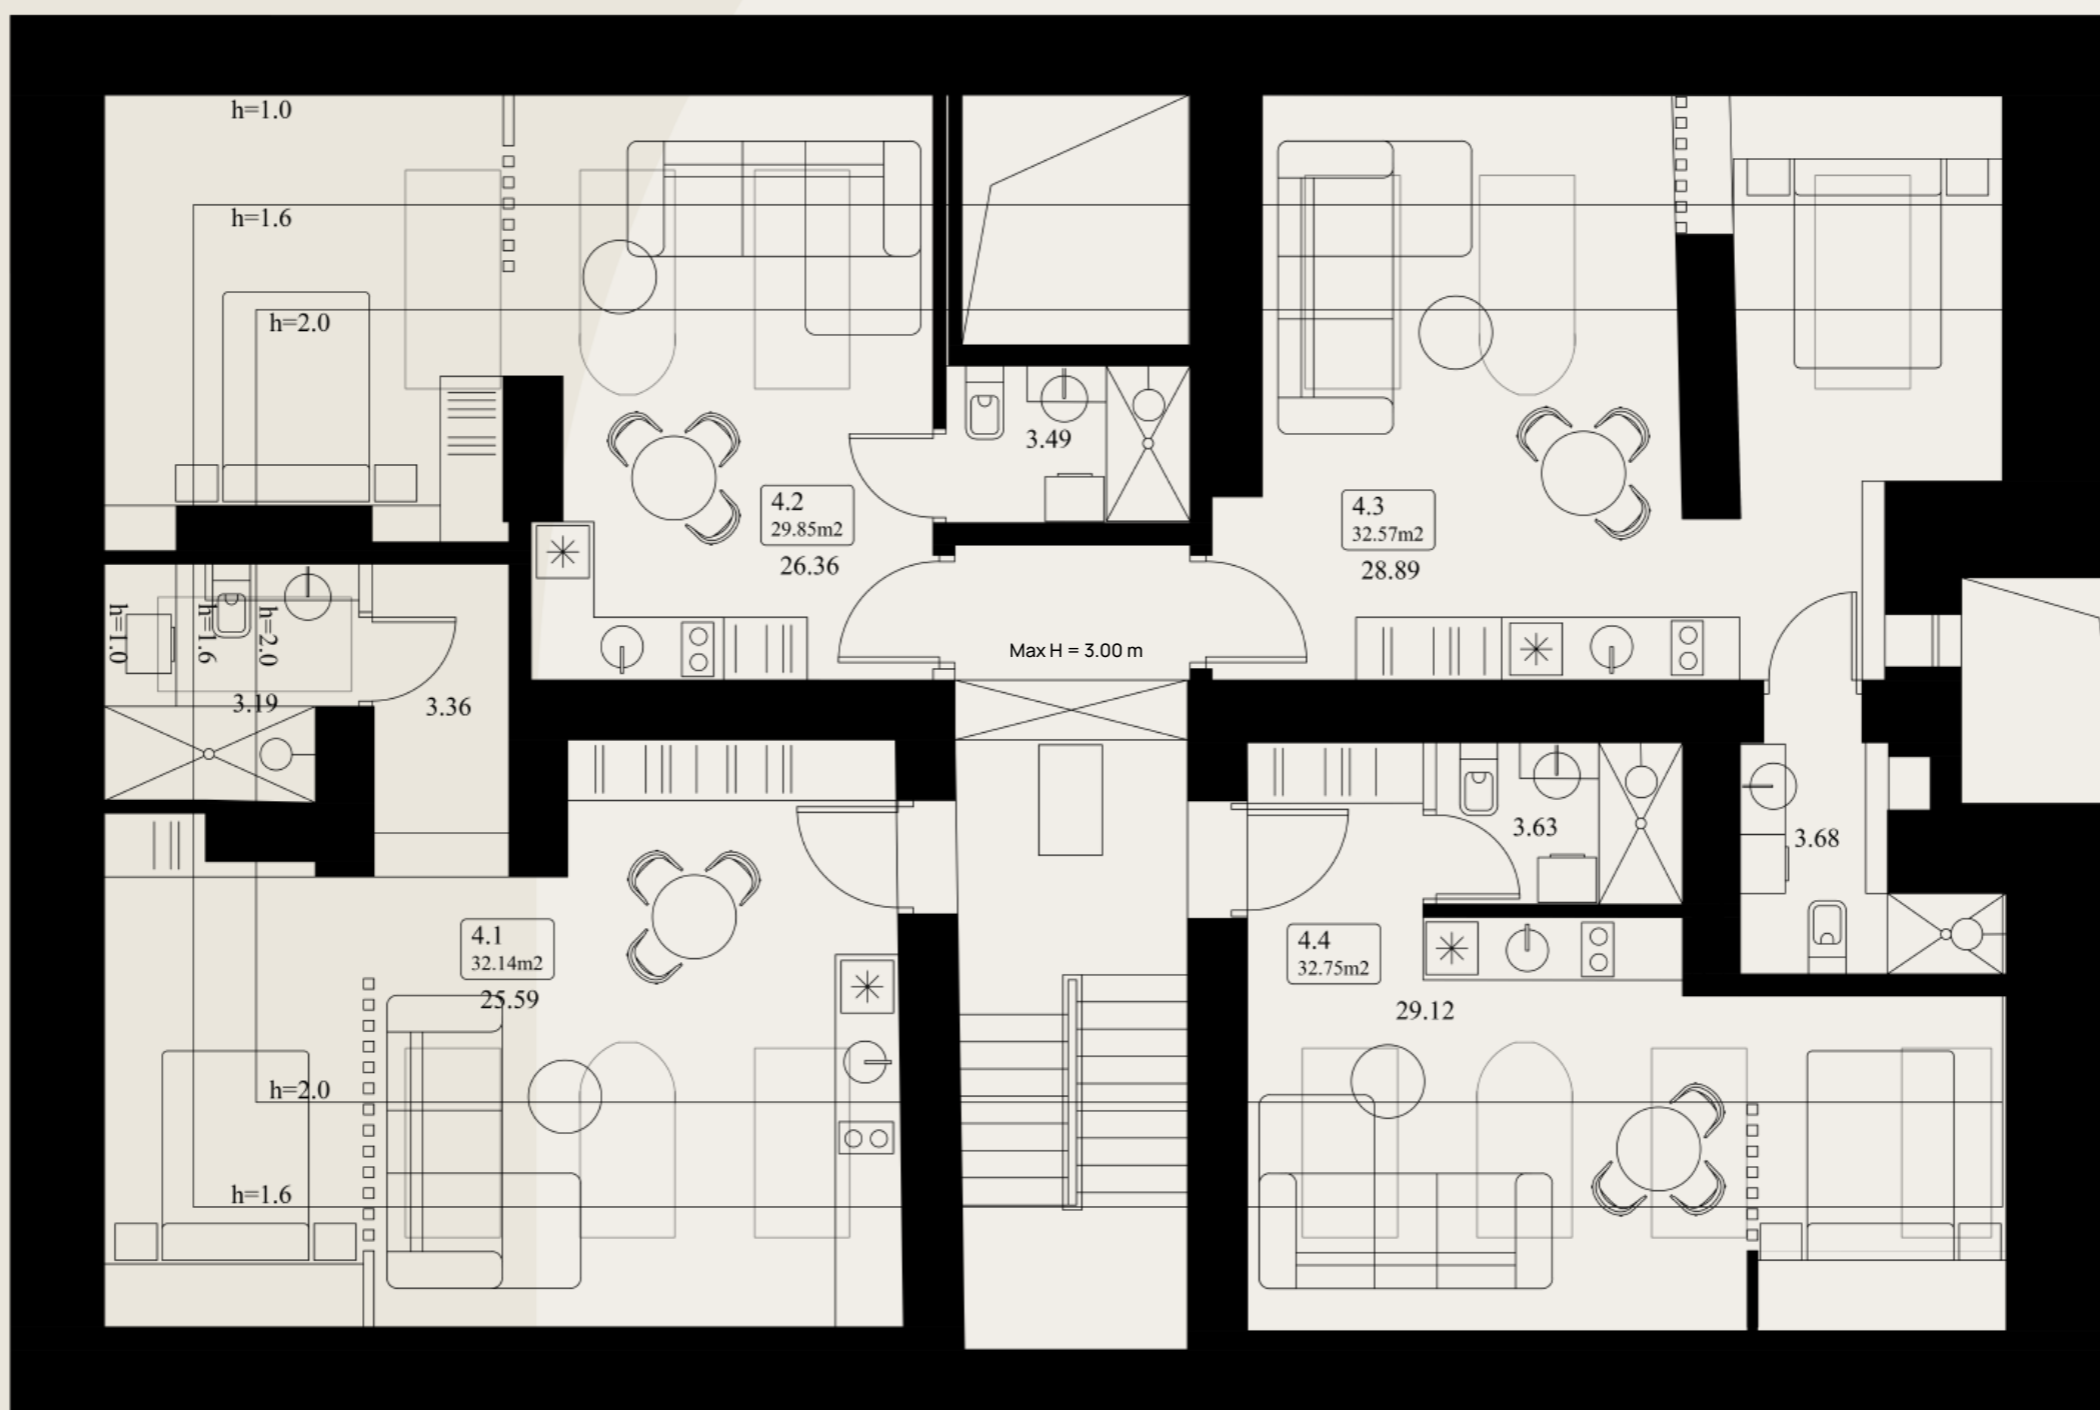 h=1.0
h=1.6
h=2.0
3.49
4.2
29.85m2
26.36
4.3
32.57m2
28.89
Max H = 3.00 m
h=1.0
h=1.6
h=2.0
3.19
3.36
3.63
3.68
4.1
32.14m2
25.59
4.4
32.75m2
29.12
h=2.0
h=1.6